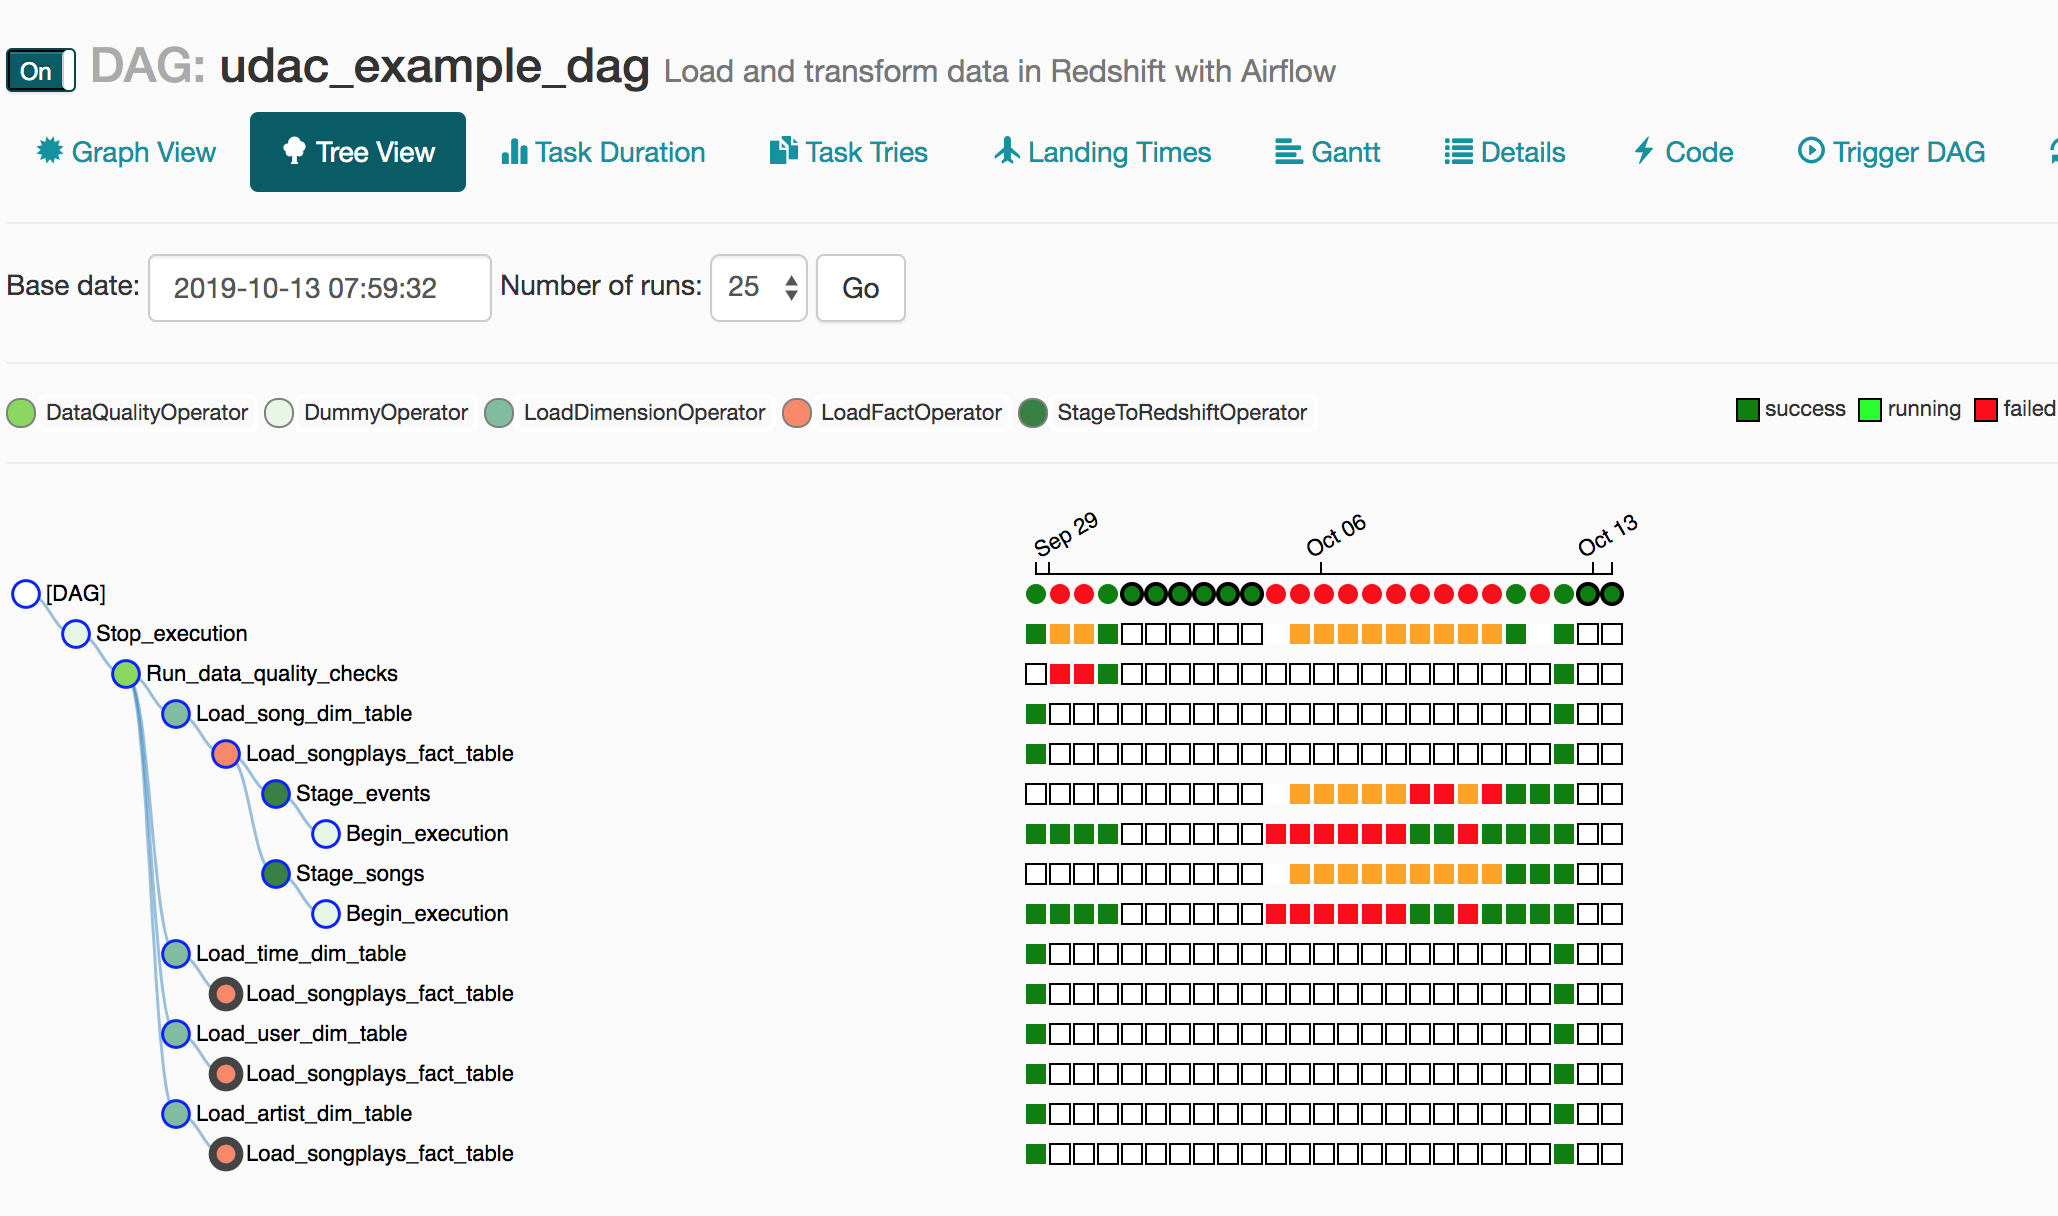 On DAG: udac_example_dag Load and transform data in Redshift with Airflow
Graph View Tree View Task Duration Task Tries Landing Times Gantt Details Code Trigger DAG
Base date: 2019-10-13 07:59:32 Number of runs: 25 Go
DataQualityOperator DummyOperator LoadDimensionOperator LoadFactOperator StageToRedshiftOperator success running failed
Sep 29 Oct 06 Oct 13
[DAG]
Stop_execution
Run_data_quality_checks
Load_song_dim_table
Load_songplays_fact_table
Stage_events
Begin_execution
Stage_songs
Begin_execution
Load_time_dim_table
Load_songplays_fact_table
Load_user_dim_table
Load_songplays_fact_table
Load_artist_dim_table
Load_songplays_fact_table